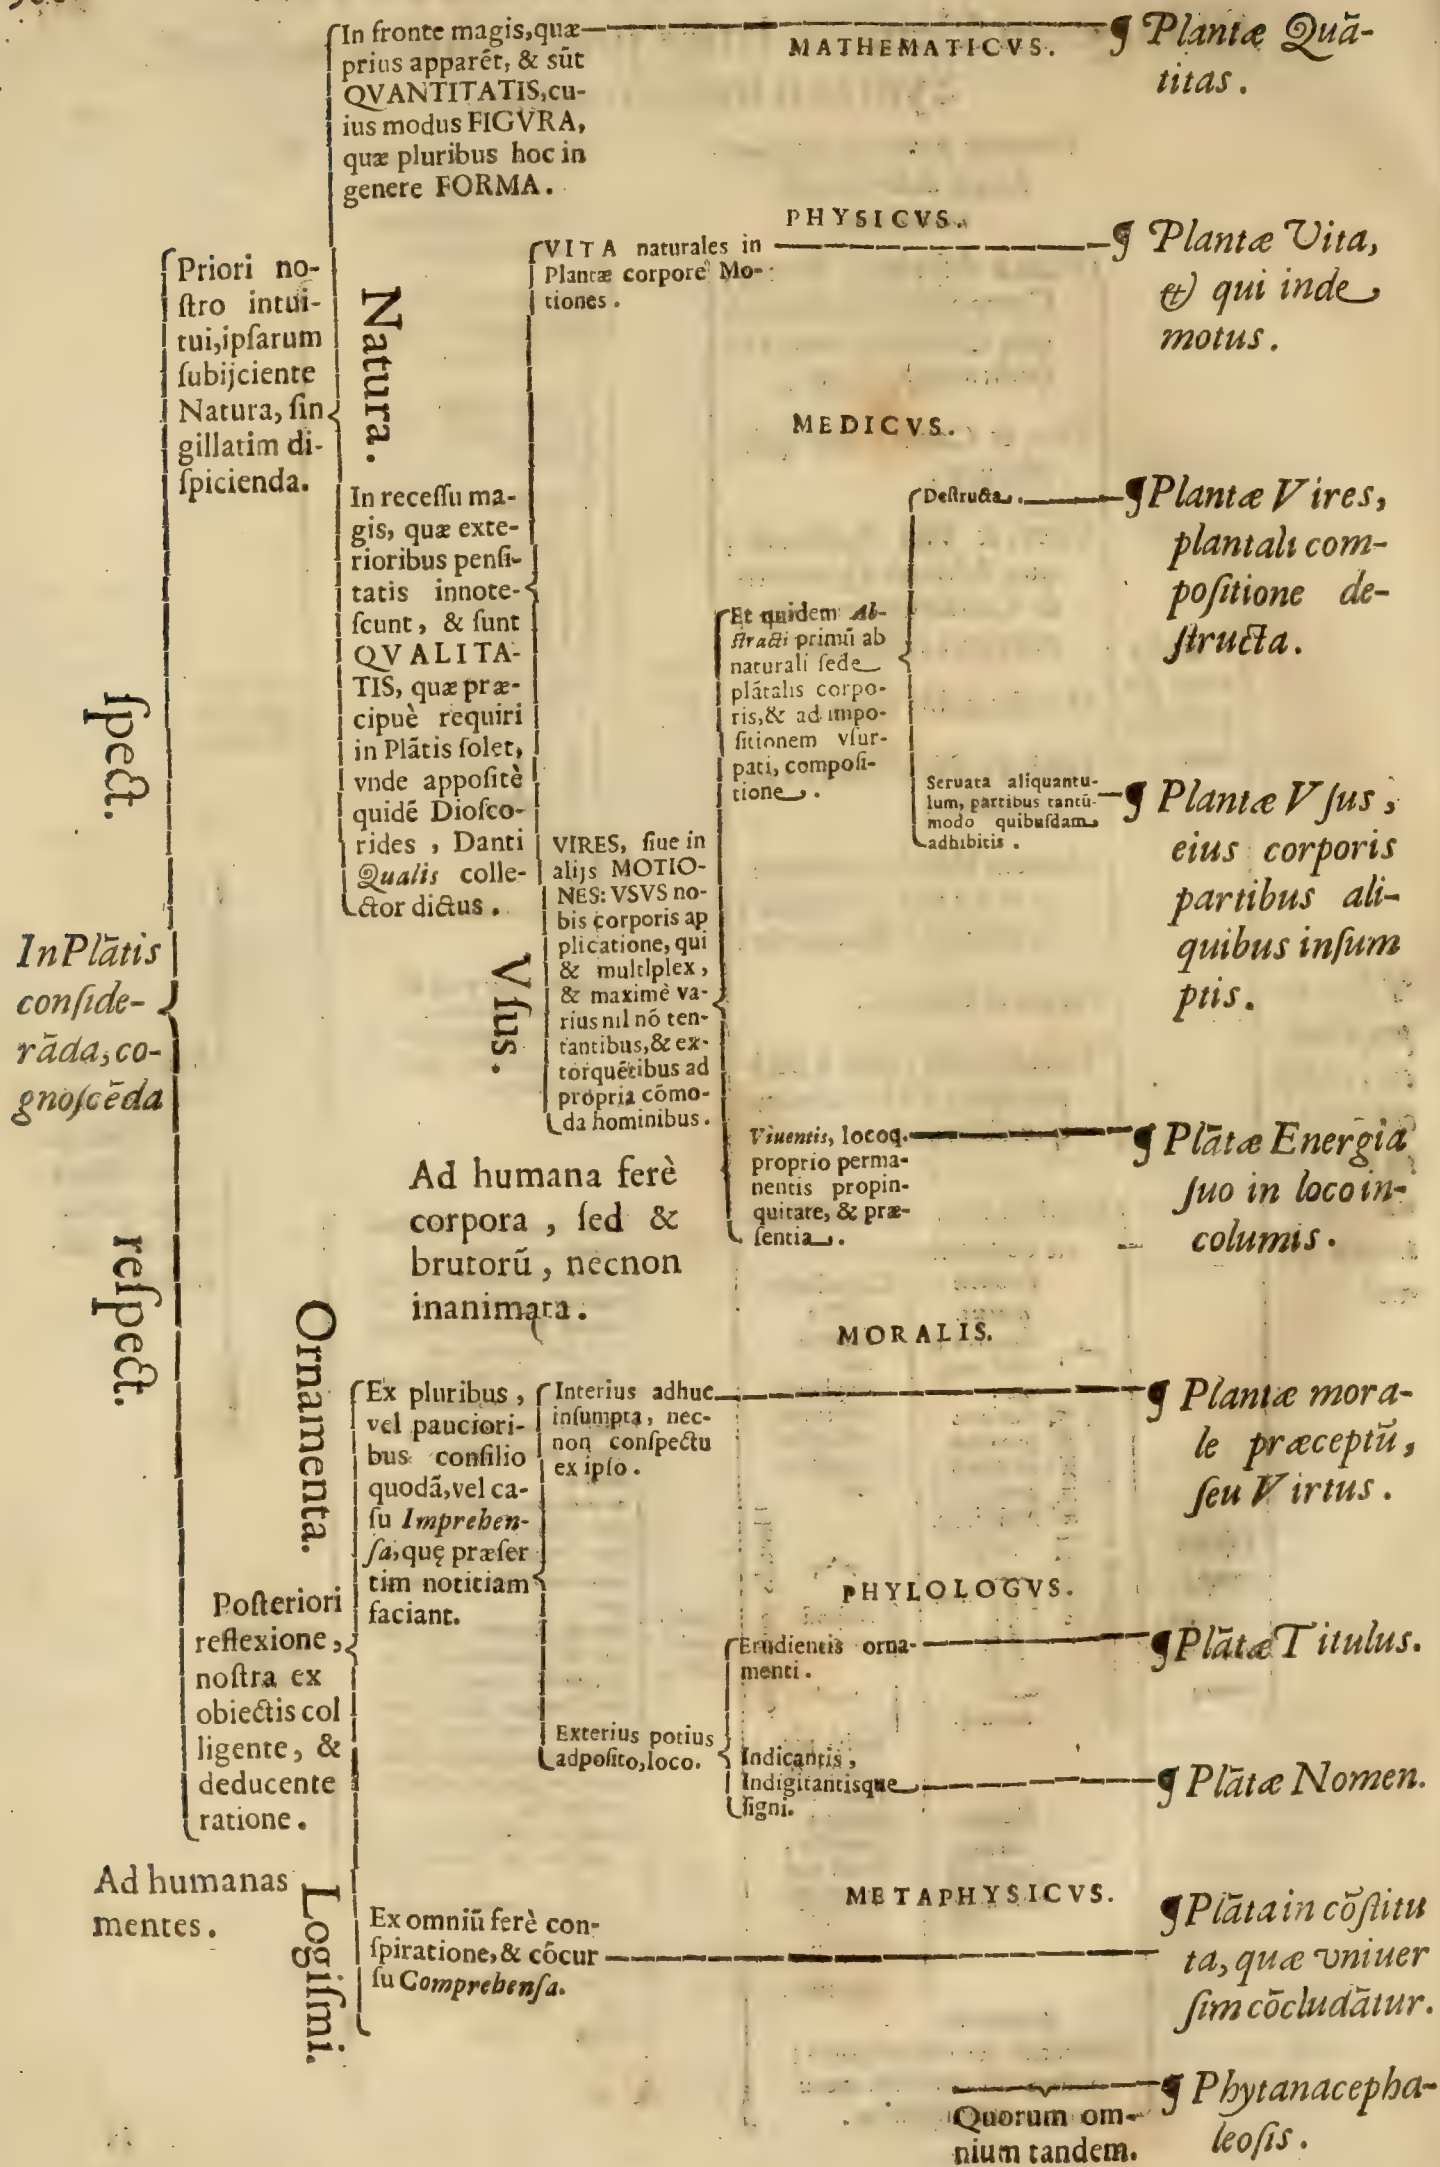 In fronte magis,quæ
prius apparēt, & sūt
QVANTITATIS,cu-
ius modus FIGVRA,
quæ pluribus hoc in
genere FORMA.
MATHEMATICVS.
¶ Plantæ Quā-
titas.
PHYSICVS.
VITA naturales in
Plantæ corpore Mo-
tiones.
¶ Plantæ Vita,
& qui inde
motus.
Priori no-
ſtro intui-
tui,ipſarum
ſubijciente
Natura, ſin
gillatim di-
ſpicienda.
Natura.
In receſſu ma-
gis, quæ exte-
rioribus penſi-
tatis innote-
ſcunt, & ſunt
QVALITA-
TIS, quæ præ-
cipuè requiri
in Plātis ſolet,
vnde appoſitè
quidē Dioſco-
rides, Danti
Qualis colle-
ctor dictus.
MEDICVS.
Deſtructa.
¶Plantæ Vires,
plantali com-
poſitione de-
ſtructa.
Et quidem Ab-
ſtracti primū ab
naturali ſede
plātalis corpo-
ris,& ad impo-
ſitionem vſur-
pati, compoſi-
tione.
Seruata aliquantu-
lum, partibus tantū-
modo quibuſdam
adhibitis.
¶ Plantæ Vſus,
eius corporis
partibus ali-
quibus inſum
ptis.
ſpect.
VIRES, ſiue in
alijs MOTIO-
NES: VSVS no-
bis corporis ap
plicatione, qui
& multlplex,
& maximè va-
rius nil nō ten-
tantibus,& ex-
torquētibus ad
propria cōmo-
da hominibus.
Vſus.
InPlātis
conſide-
rāda, co-
gnoſcēda
Viuentis, locoq.
proprio perma-
nentis propin-
quitate, & præ-
ſentia.
¶ Plātæ Energia
ſuo in loco in-
columis.
Ad humana ferè
corpora, ſed &
brutorū, necnon
inanimata.
reſpect.
Ornamenta.
MORALIS.
Ex pluribus,
vel pauciori-
bus conſilio
quodā, vel ca-
ſu Imprehen-
ſa,quę præſer
tim notitiam
faciant.
Interius adhuc
inſumpta, nec-
non conſpectu
ex ipſo.
¶ Plantæ mora-
le præceptū,
ſeu Virtus.
PHYLOLOGVS.
Poſteriori
reflexione,
noſtra ex
obiectis col
ligente, &
deducente
ratione.
Erudientis orna-
menti.
¶Plātæ Titulus.
Exterius potius
adpoſito,loco.
Indicantis,
Indigitantisque
ſigni.
¶ Plātæ Nomen.
Ad humanas
mentes.
Logiſmi.
METAPHYSICVS.
Ex omniū ferè con-
ſpiratione,& cōcur
ſu Comprehenſa.
¶Plāta in cōſtitu
ta, quæ vniuer
ſim cōcludātur.
Quorum om-
nium tandem.
¶ Phytanacepha-
leoſis.